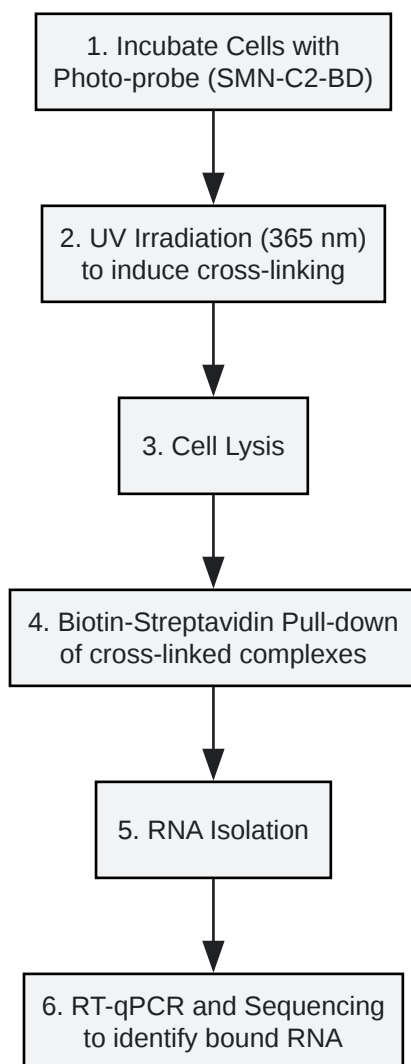 1. Incubate Cells with
Photo-probe (SMN-C2-BD)
2. UV Irradiation (365 nm)
to induce cross-linking
3. Cell Lysis
4. Biotin-Streptavidin Pull-down
of cross-linked complexes
5. RNA Isolation
6. RT-qPCR and Sequencing
to identify bound RNA